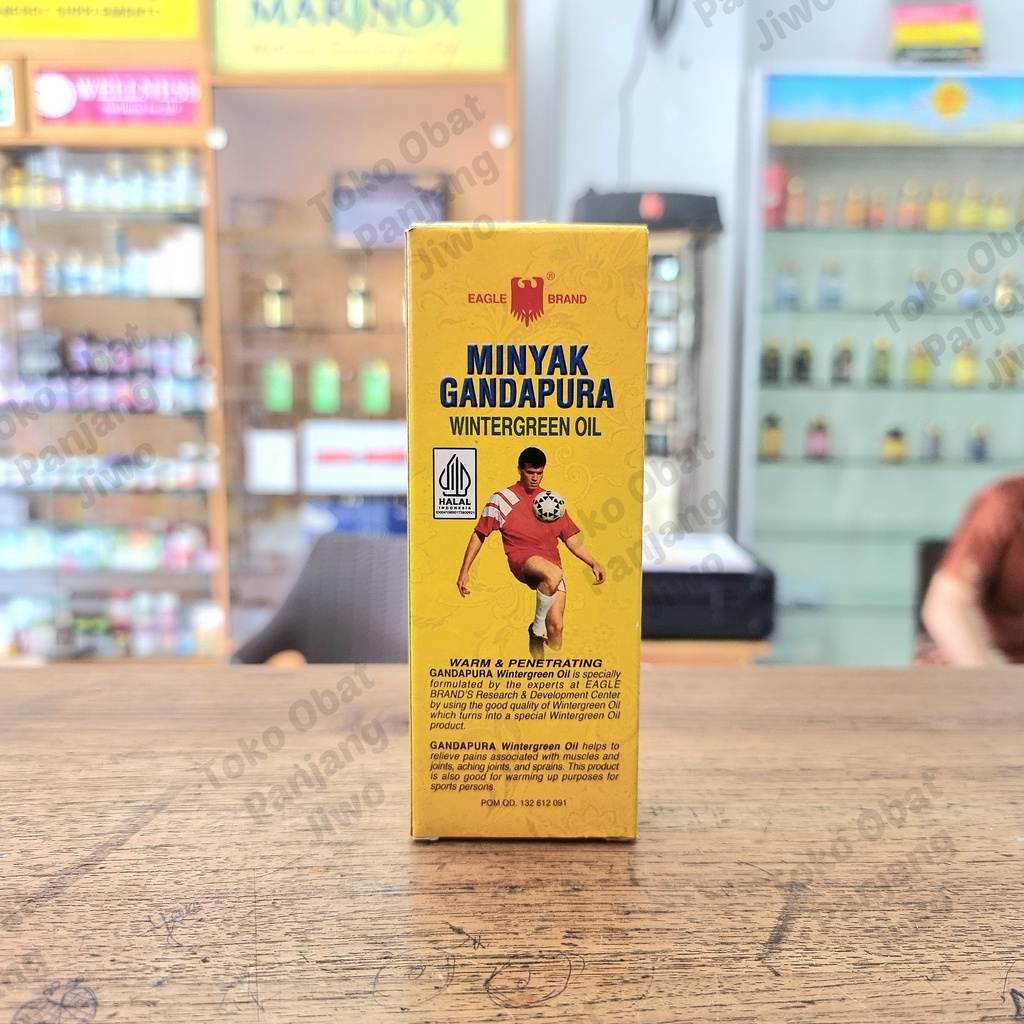 MARINOX
WELLNESS
EAGLE BRAND
®
MINYAK
GANDAPURA
WINTERGREEN OIL
HALAL
INDONESIA
WARM & PENETRATING
GANDAPURA Wintergreen Oil is specially
formulated by the experts at EAGLE
BRAND'S Research & Development Center
by using the good quality of Wintergreen Oil
which turns into a special Wintergreen Oil
product.
GANDAPURA Wintergreen Oil helps to
relieve pains associated with muscles and
joints, aching joints, and sprains. This product
is also good for warming up purposes for
sports persons.
POM QD. 132 612 091
Toko Obat
Panjang
Jiwo